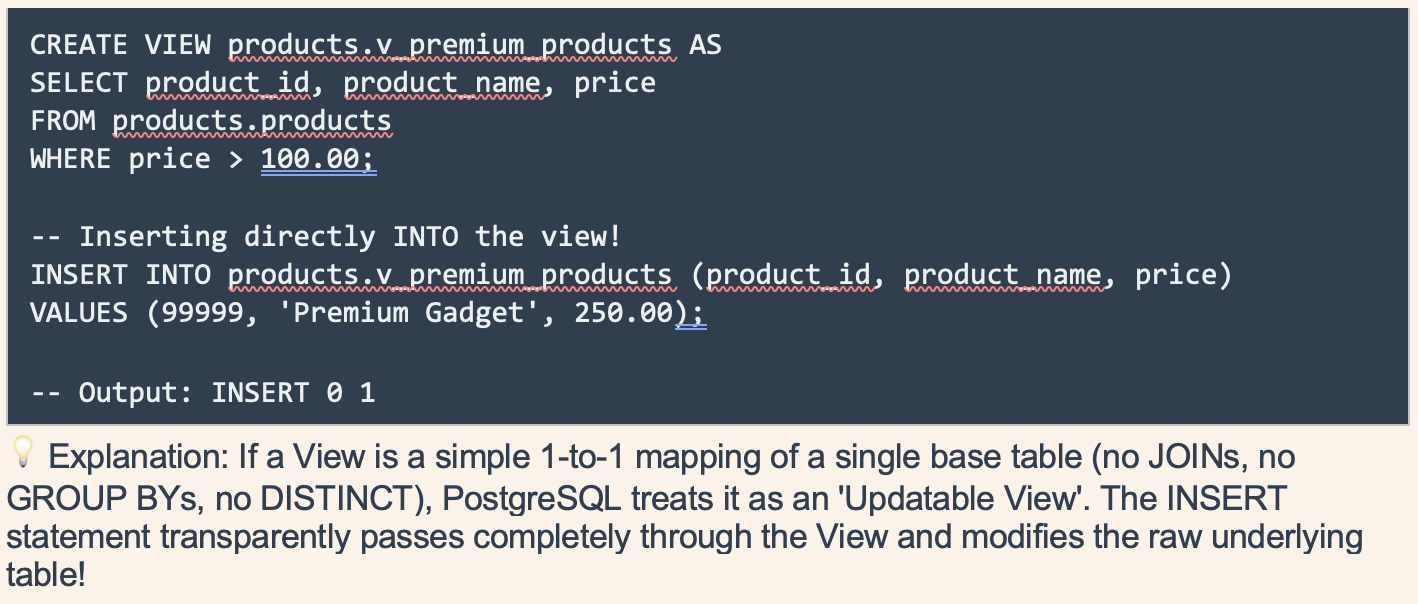 CREATE VIEW products.v_premium_products AS
SELECT product_id, product_name, price
FROM products.products
WHERE price > 100.00;
-- Inserting directly INTO the view!
INSERT INTO products.v_premium_products (product_id, product_name, price)
VALUES (99999, 'Premium Gadget', 250.00);
-- Output: INSERT 0 1
💡 Explanation: If a View is a simple 1-to-1 mapping of a single base table (no JOINs, no
GROUP BYs, no DISTINCT), PostgreSQL treats it as an 'Updatable View'. The INSERT
statement transparently passes completely through the View and modifies the raw underlying
table!